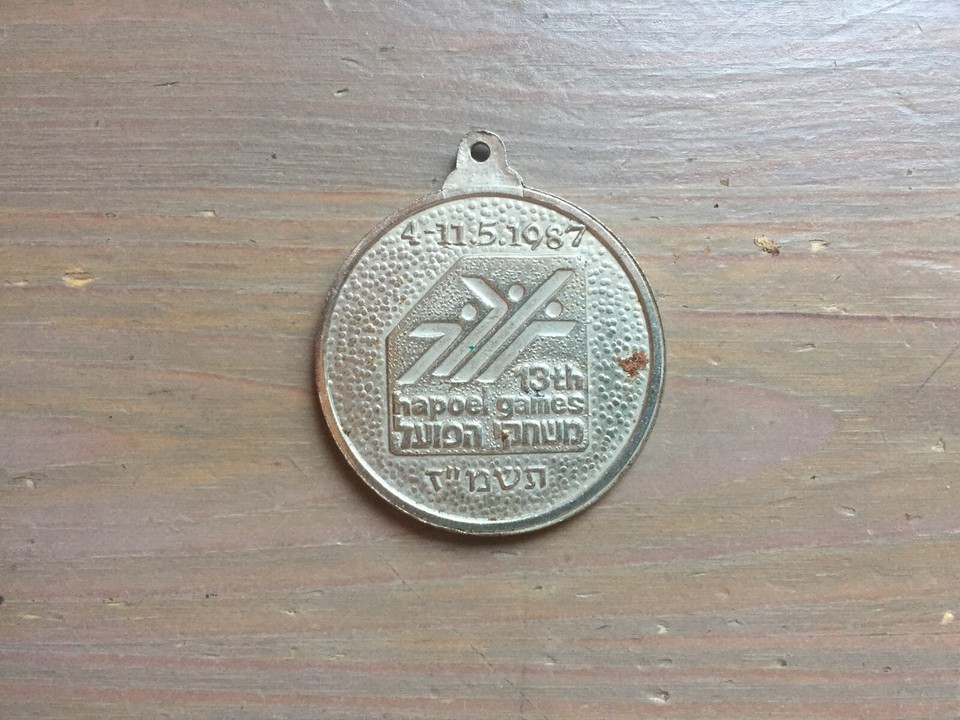 4-11.5.1987
13th
hapoel games
משחקי הפועל
תשמ"ז